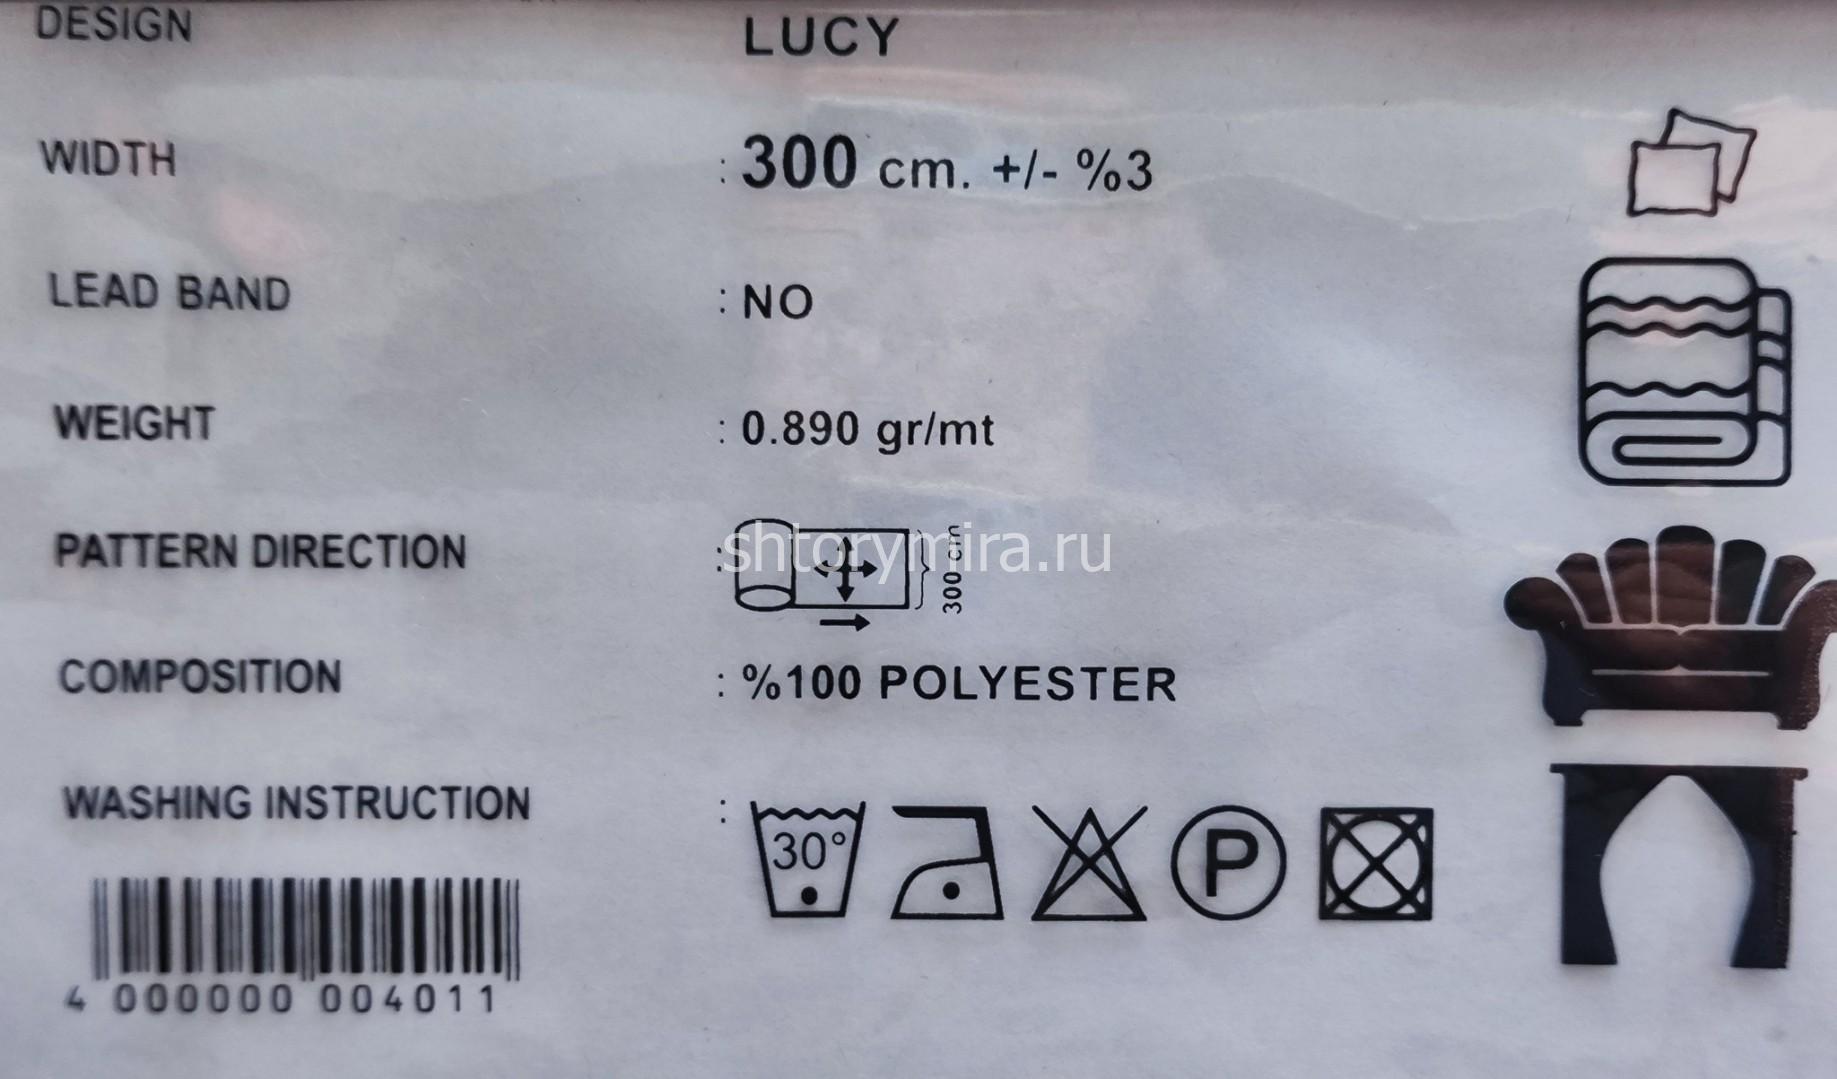 DESIGN LUCY
WIDTH : 300 cm. +/- %3
LEAD BAND : NO
WEIGHT : 0.890 gr/mt
PATTERN DIRECTION : 300 cm
shtorymira.ru
COMPOSITION : %100 POLYESTER
WASHING INSTRUCTION : 30° P
4 000000 004011